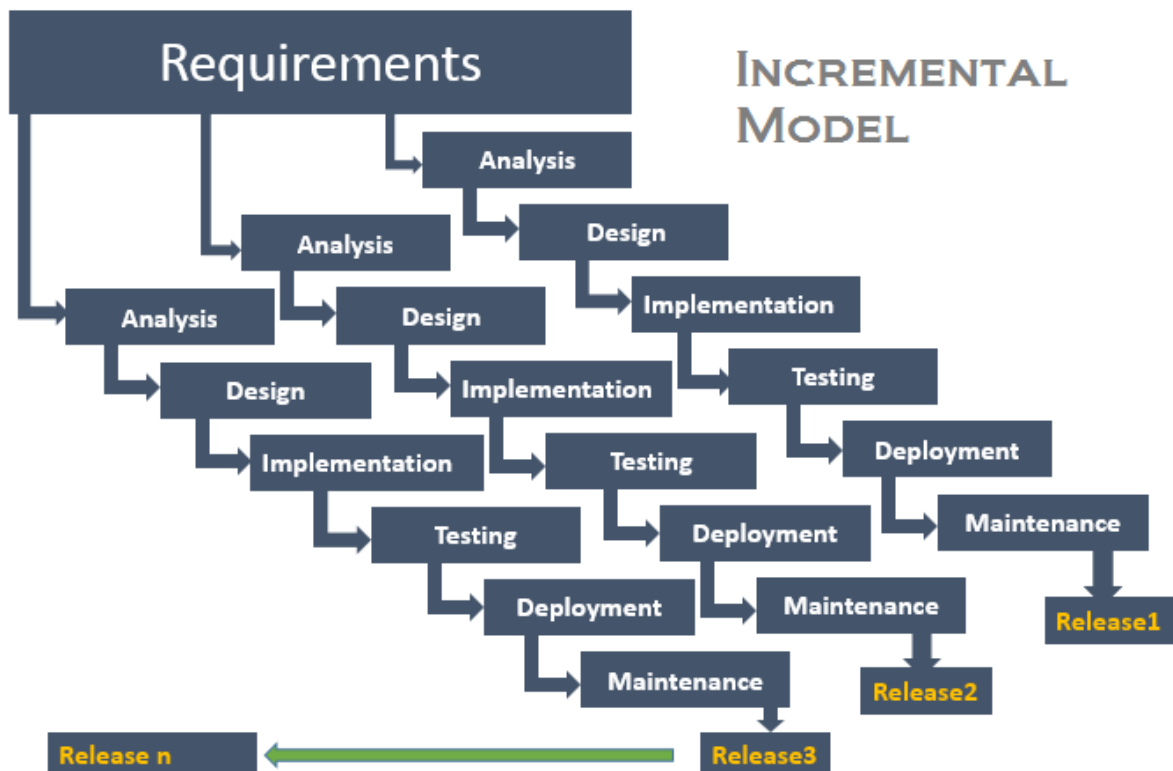 Requirements
INCREMENTAL
MODEL
Analysis
Design
Implementation
Testing
Deployment
Maintenance
Release1
Analysis
Design
Implementation
Testing
Deployment
Maintenance
Release2
Analysis
Design
Implementation
Testing
Deployment
Maintenance
Release3
Release n